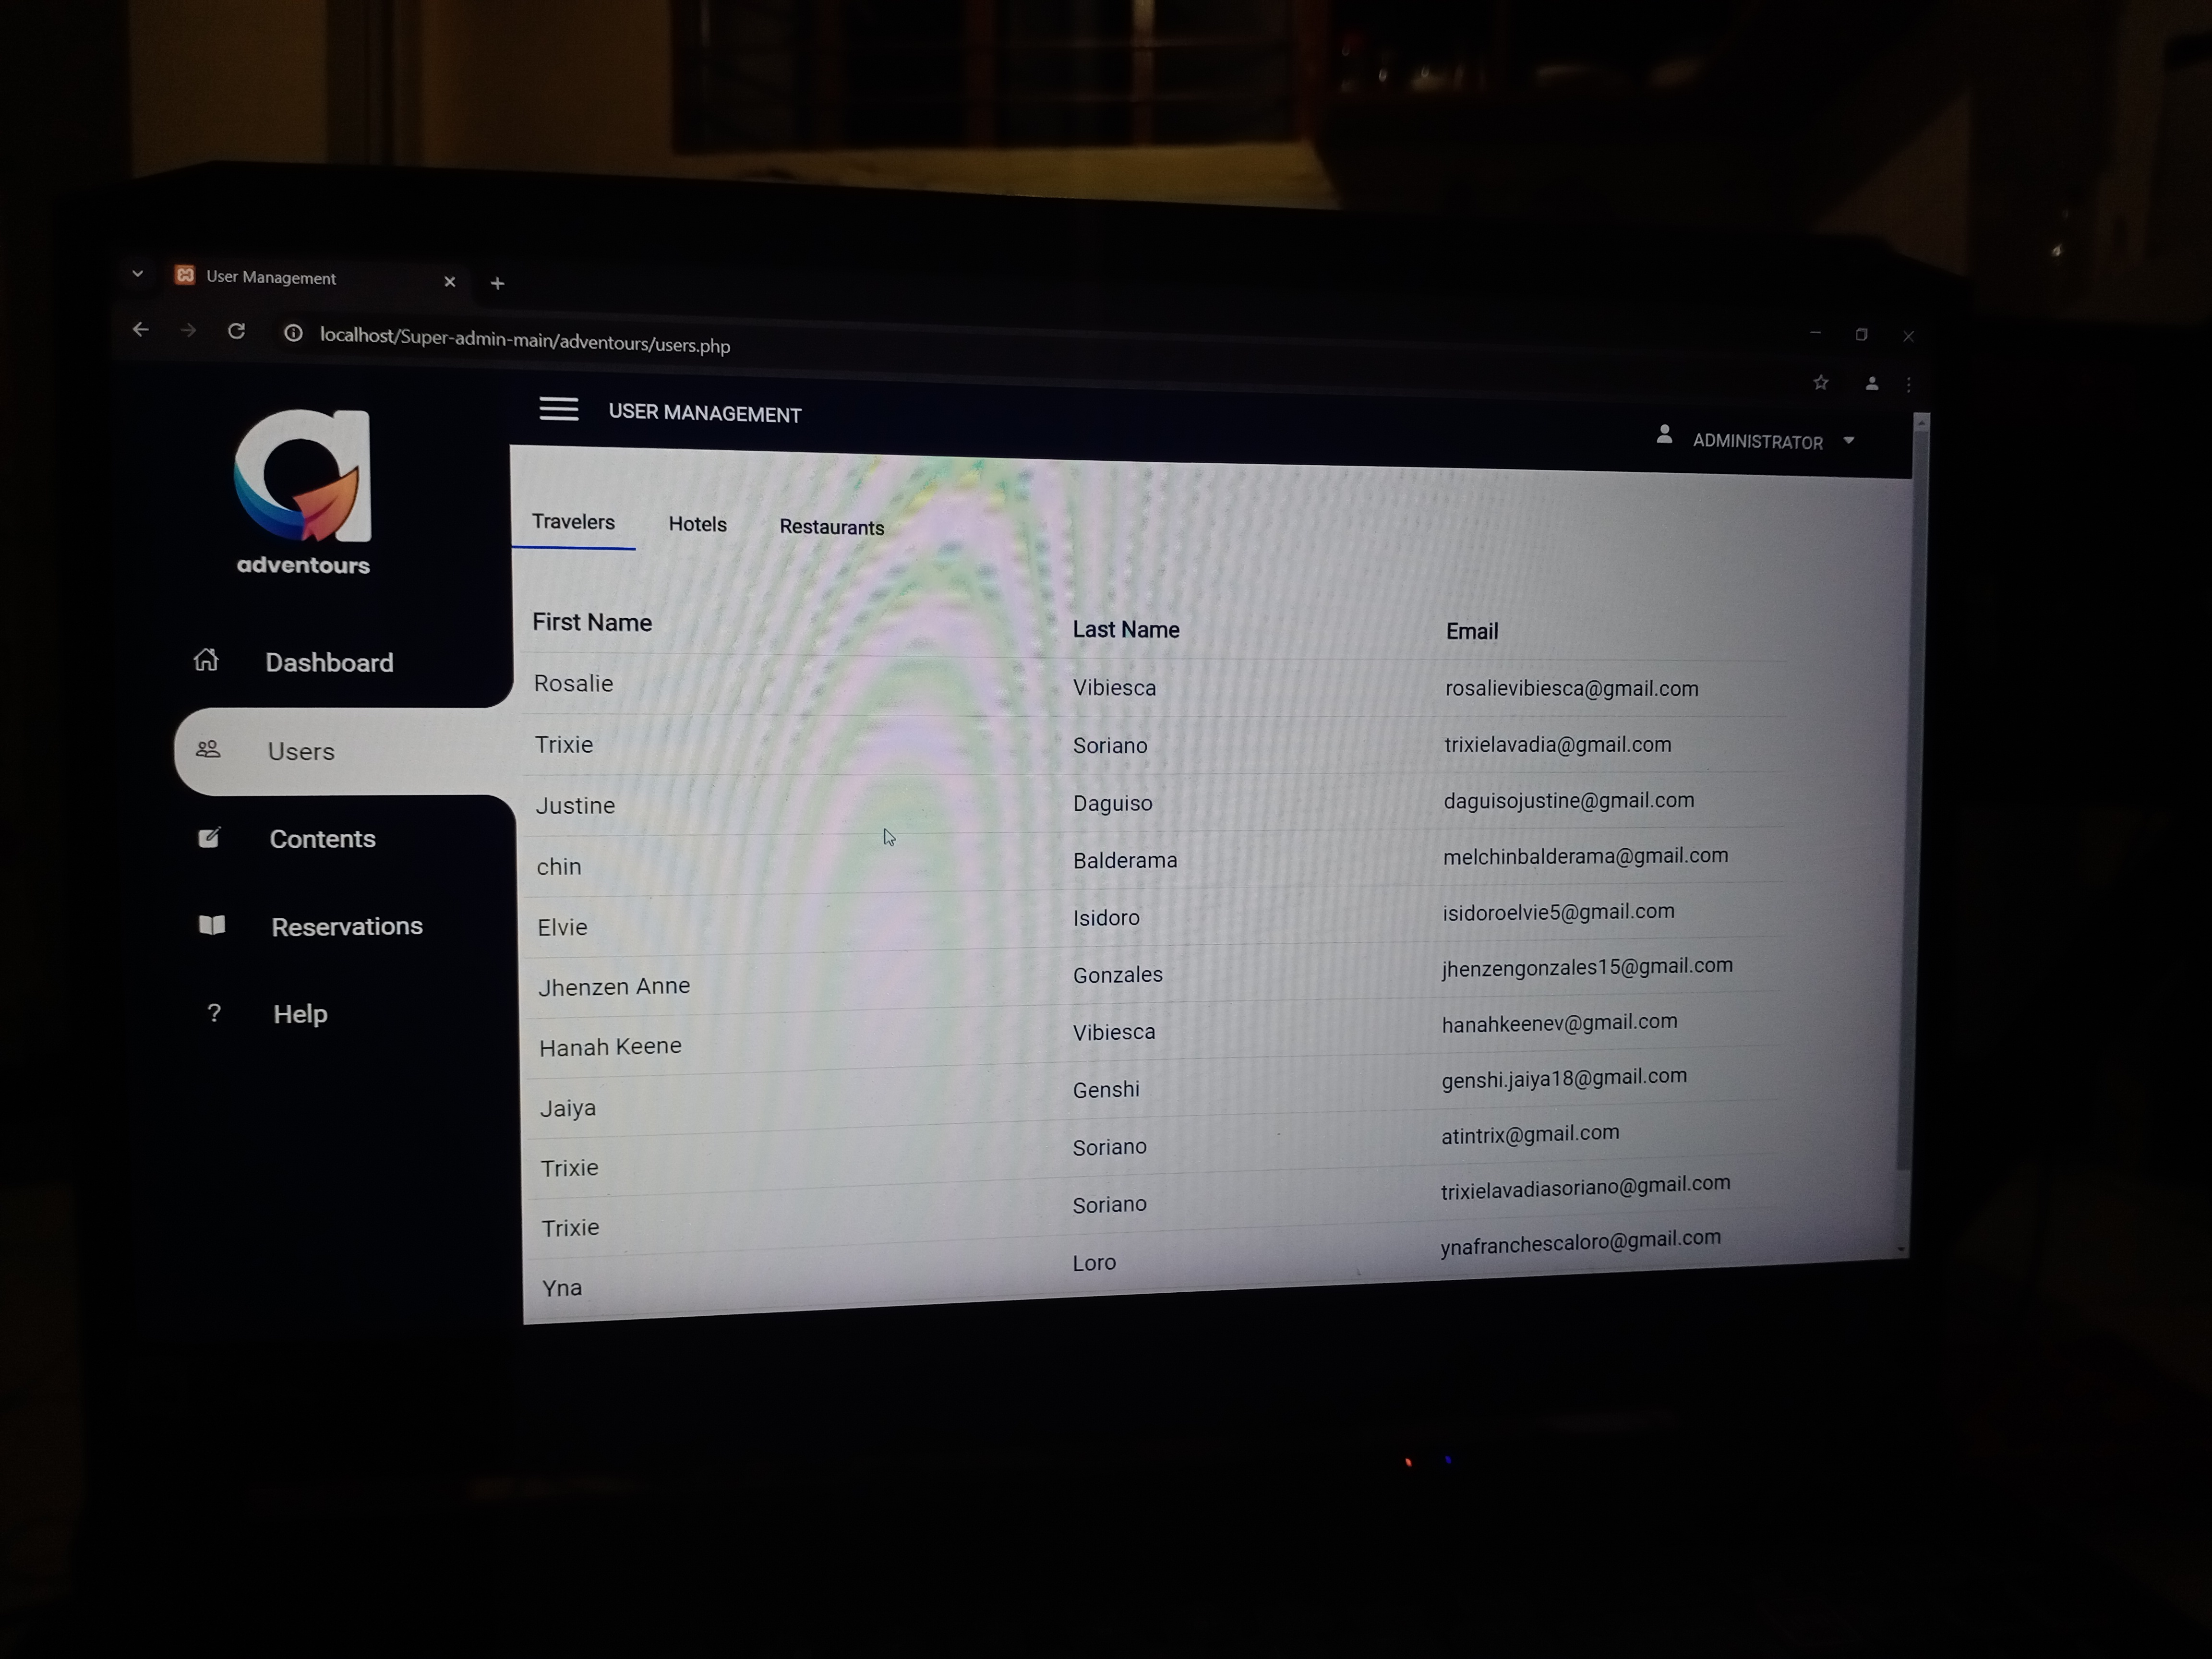 User Management
localhost/Super-admin-main/adventours/users.php
adventours
USER MANAGEMENT
ADMINISTRATOR
Dashboard
Users
Contents
Reservations
? Help
Travelers Hotels Restaurants
First Name Last Name Email
Rosalie Vibiesca rosalievibiesca@gmail.com
Trixie Soriano trixielavadia@gmail.com
Justine Daguiso daguisojustine@gmail.com
chin Balderama melchinbalderama@gmail.com
Elvie Isidoro isidoroelvie5@gmail.com
Jhenzen Anne Gonzales jhenzengonzales15@gmail.com
Hanah Keene Vibiesca hanahkeenev@gmail.com
Jaiya Genshi genshi.jaiya18@gmail.com
Trixie Soriano atintrix@gmail.com
Trixie Soriano trixielavadiasoriano@gmail.com
Yna Loro ynafranchescaloro@gmail.com